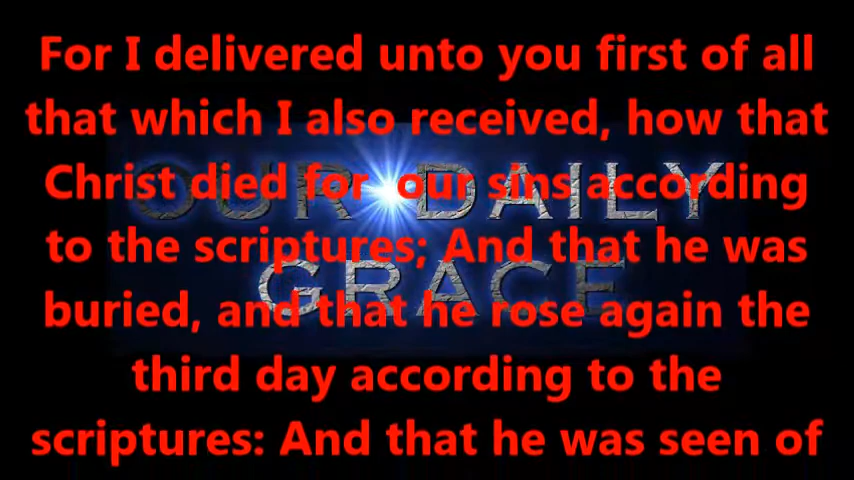 For I delivered unto you first of all
that which I also received, how that
Christ died for our sins according
OUR DAILY
to the scriptures; And that he was
GRACE
buried, and that he rose again the
third day according to the
scriptures: And that he was seen of